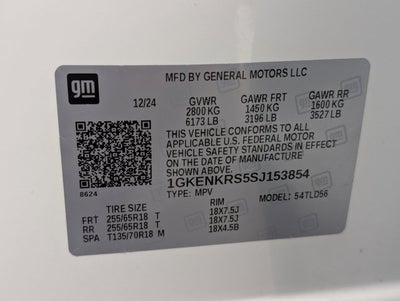 gm
MFD BY GENERAL MOTORS LLC
12/24 GVWR GAWR FRT GAWR RR
2800 KG 1450 KG 1600 KG
6173 LB 3196 LB 3527 LB
THIS VEHICLE CONFORMS TO ALL
APPLICABLE U.S. FEDERAL MOTOR
VEHICLE SAFETY STANDARDS IN EFFECT
ON THE DATE OF MANUFACTURE
SHOWN ABOVE.
1GKENKRS5SJ153854
8624 TYPE: MPV MODEL: 54TLD56
TIRE SIZE RIM
FRT 255/65R18 T 18X7.5J
RR 255/65R18 T 18X7.5J
SPA T135/70R18 M 18X4.5B